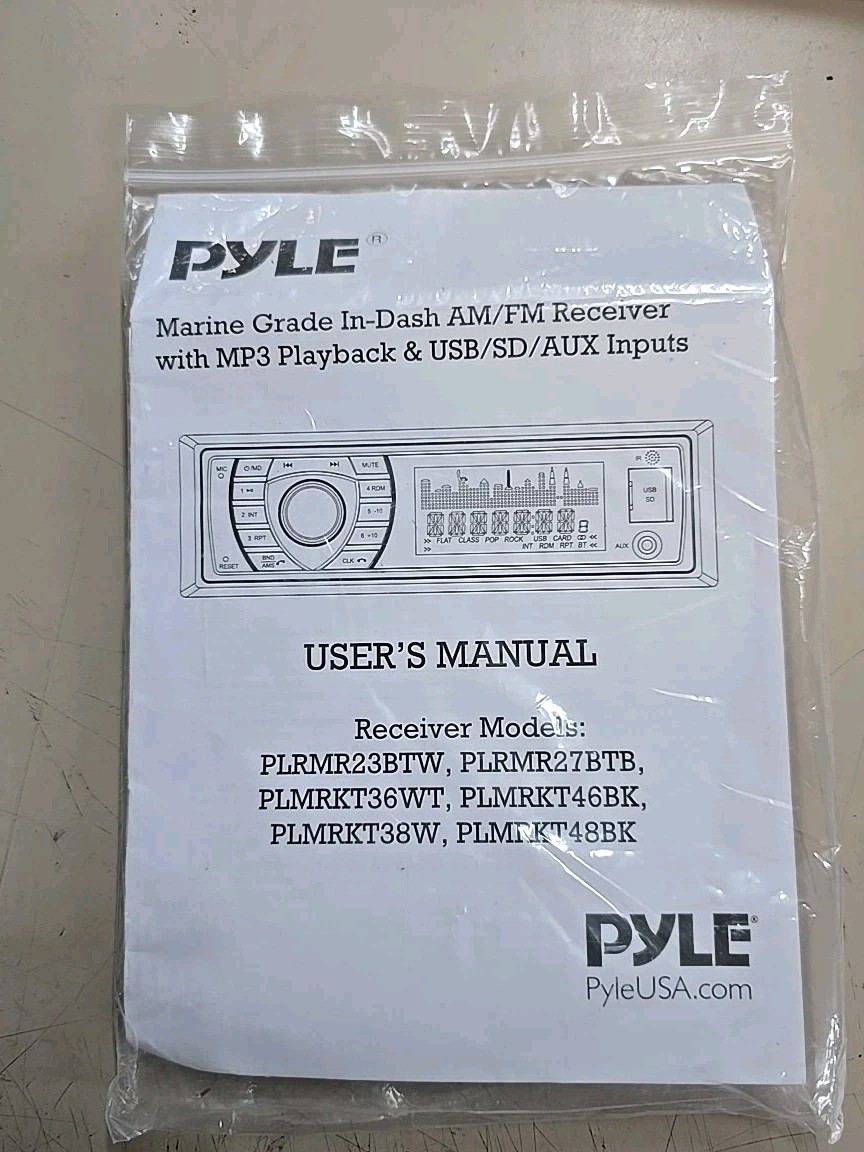 PYLE®
Marine Grade In-Dash AM/FM Receiver
with MP3 Playback & USB/SD/AUX Inputs
MIC
⏻/MD
⏮
⏭
MUTE
1 ⏯
4 RDM
2 INT
5 -10
3 RPT
6 +10
RESET
BND
AMS
CLK
FLAT CLASS POP ROCK USB CARD
INT RDM RPT BT
IR
USB
SD
AUX
USER'S MANUAL
Receiver Models:
PLRMR23BTW, PLRMR27BTB,
PLMRKT36WT, PLMRKT46BK,
PLMRKT38W, PLMRKT48BK
PYLE®
PyleUSA.com